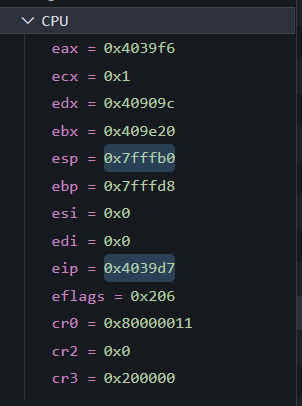 CPU
eax = 0x4039f6
ecx = 0x1
edx = 0x40909c
ebx = 0x409e20
esp = 0x7fffb0
ebp = 0x7fffd8
esi = 0x0
edi = 0x0
eip = 0x4039d7
eflags = 0x206
cr0 = 0x80000011
cr2 = 0x0
cr3 = 0x200000